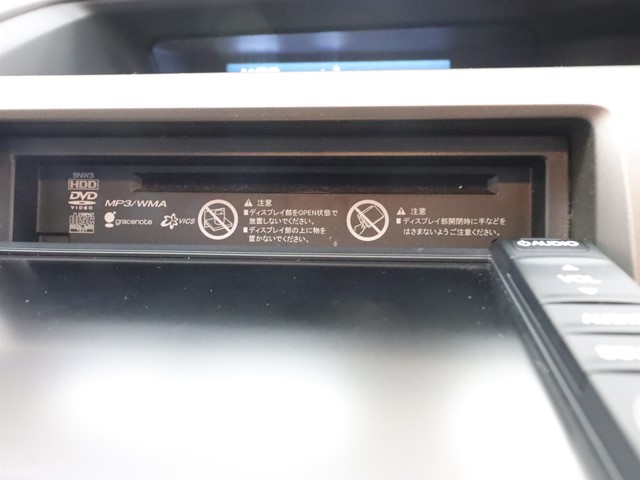 9NW3
HDD
DVD
VIDEO
MP3/WMA
gracenote
VICS
TEXT
注意
■ディスプレイ部をOPEN状態で
放置しないでください。
■ディスプレイ部の上に物を
置かないでください。
注意
■ディスプレイ部開閉時に手などを
はさまないようご注意ください。
AUDIO
VOL